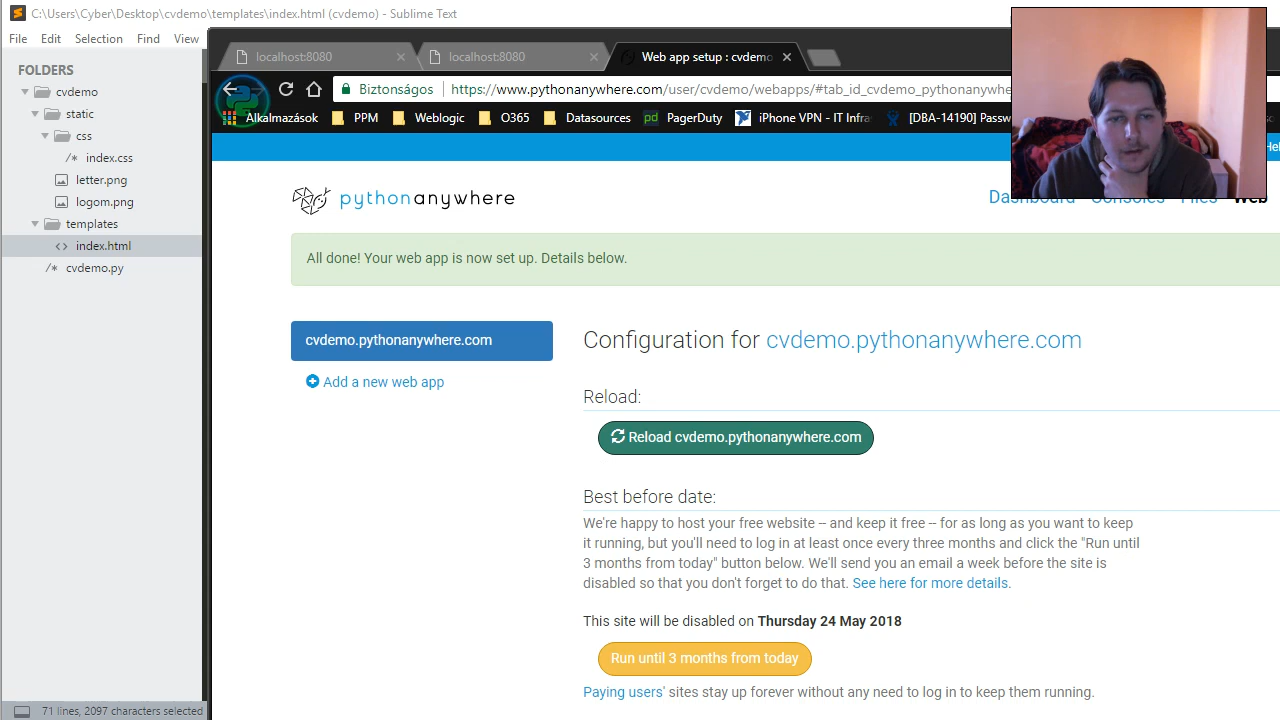 C:\Users\Cyber\Desktop\cvdemo\templates\index.html (cvdemo) - Sublime Text
File Edit Selection Find View
FOLDERS
cvdemo
static
css
/* index.css
letter.png
logom.png
templates
<> index.html
/* cvdemo.py
71 lines, 2097 characters selected
localhost:8080
localhost:8080
Web app setup : cvdemo
Biztonságos
https://www.pythonanywhere.com/user/cvdemo/webapps/#tab_id_cvdemo_pythonanywhe
Alkalmazások PPM Weblogic O365 Datasources pd PagerDuty iPhone VPN - IT Infra [DBA-14190] Passw
pythonanywhere
Dashboard Consoles Files Web
All done! Your web app is now set up. Details below.
cvdemo.pythonanywhere.com
Add a new web app
Configuration for cvdemo.pythonanywhere.com
Reload:
Reload cvdemo.pythonanywhere.com
Best before date:
We're happy to host your free website -- and keep it free -- for as long as you want to keep
it running, but you'll need to log in at least once every three months and click the "Run until
3 months from today" button below. We'll send you an email a week before the site is
disabled so that you don't forget to do that. See here for more details.
This site will be disabled on Thursday 24 May 2018
Run until 3 months from today
Paying users' sites stay up forever without any need to log in to keep them running.